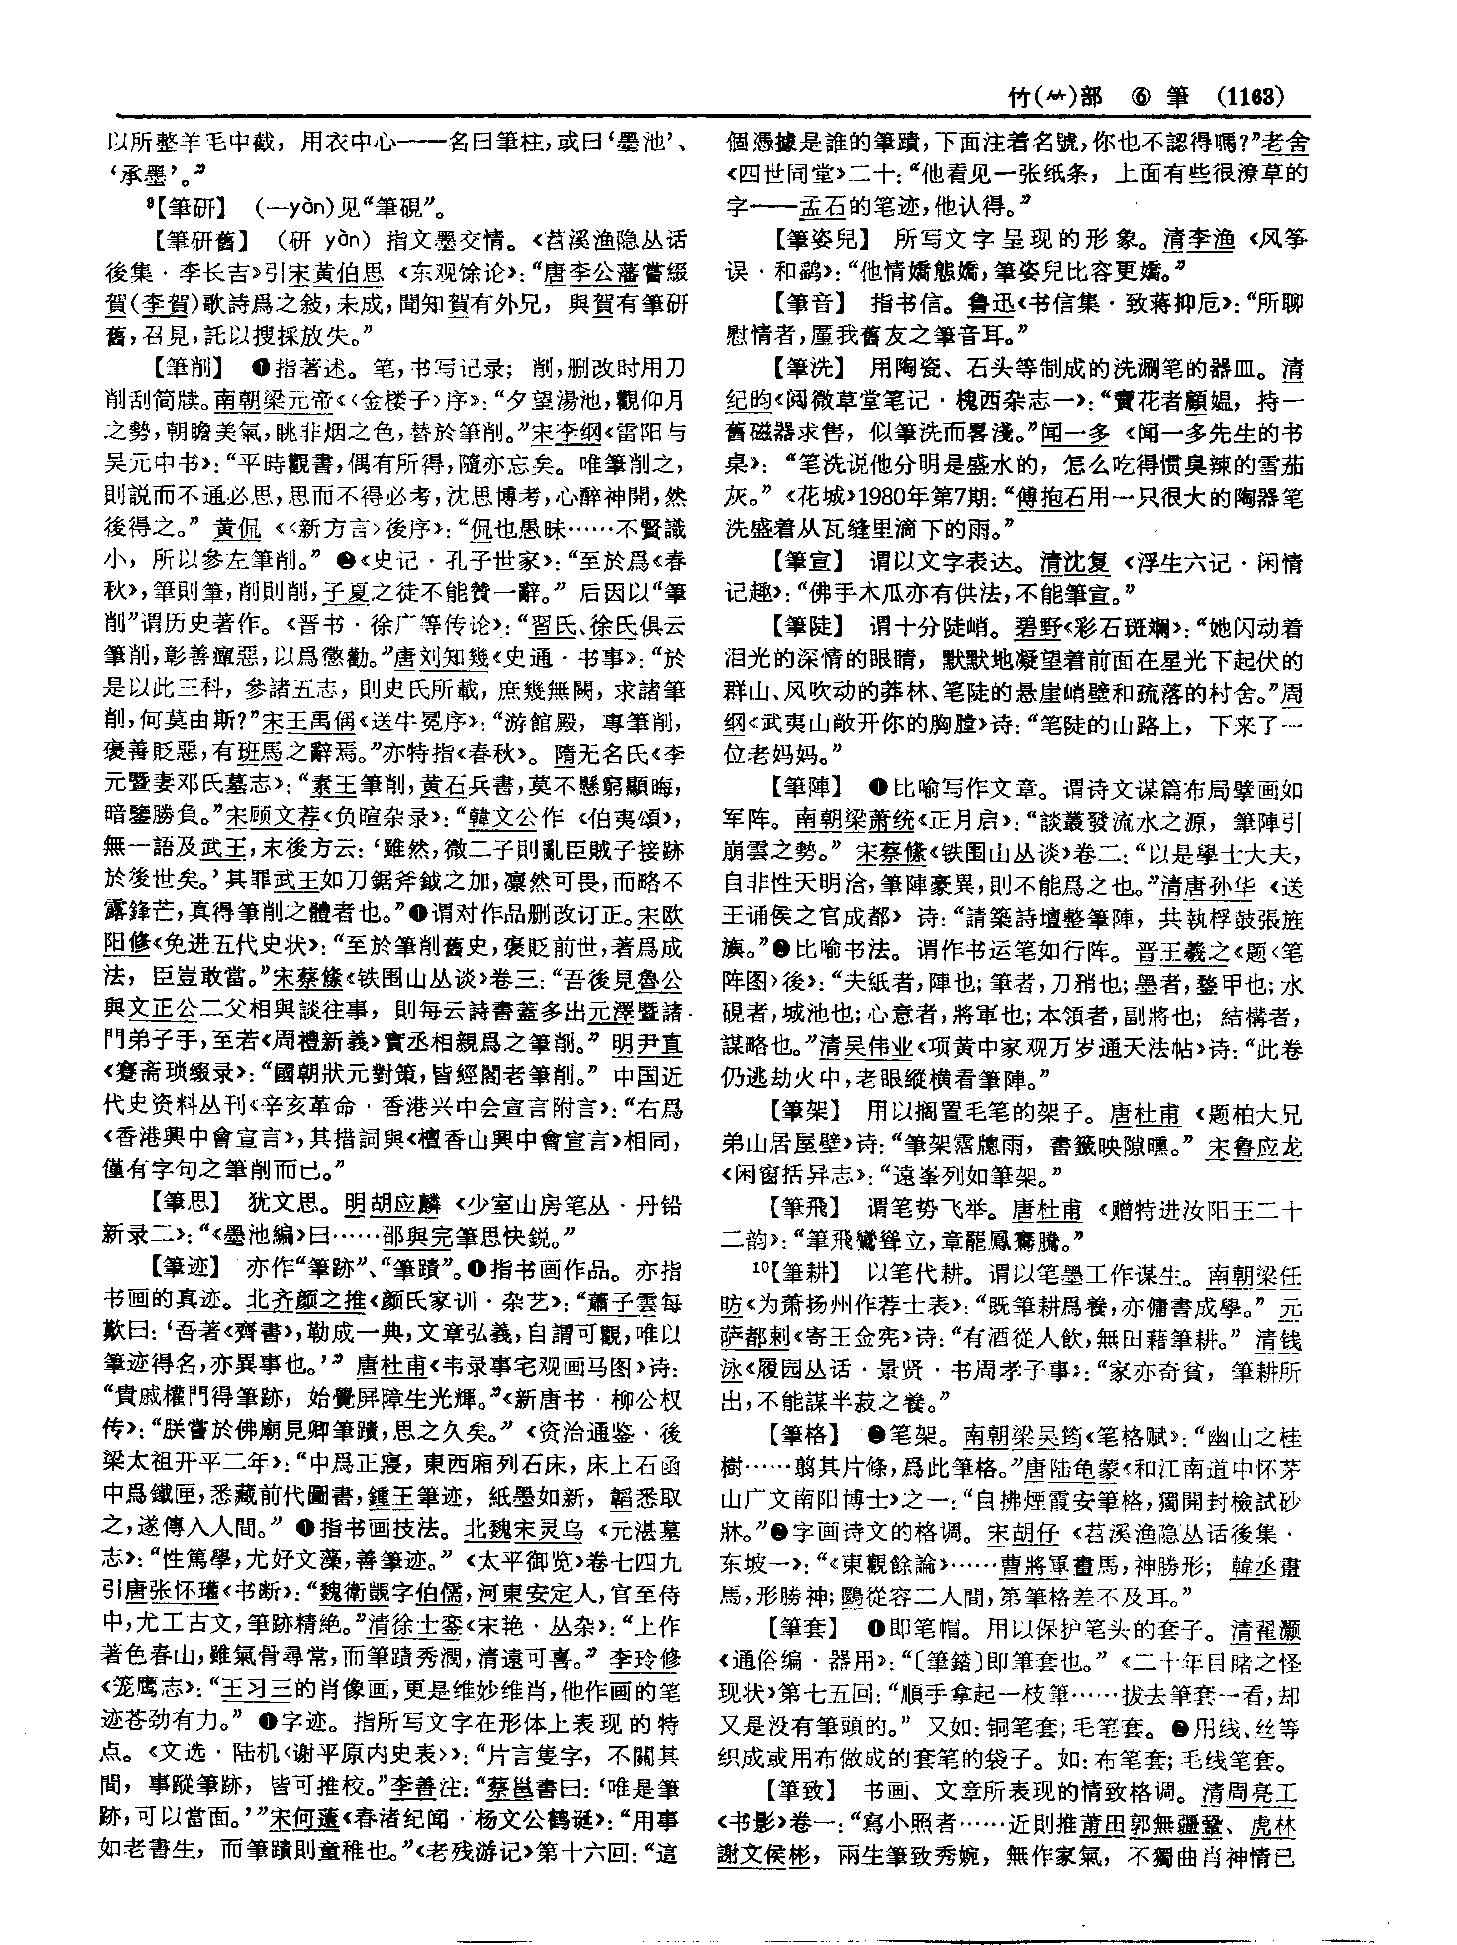 竹(⺮)部 ⑥ 筆 (1163)
以所整羊毛中截，用衣中心——名曰筆柱，或曰‘墨池’、
‘承墨’。”
⁹【筆研】 (—yàn)见“筆硯”。
【筆研舊】 (研 yàn) 指文墨交情。《苕溪渔隐丛话
後集·李长吉》引宋黄伯思《东观馀论》：“唐李公藩嘗綴
賀(李賀)歌詩爲之敍，未成，聞知賀有外兄，與賀有筆研
舊，召見，託以搜採放失。”
【筆削】 ❶指著述。笔，书写记录；削，删改时用刀
削刮简牍。南朝梁元帝《〈金楼子〉序》：“夕望湯池，觀仰月
之勢，朝瞻美氣，眺非烟之色，替於筆削。”宋李纲《雷阳与
吴元中书》：“平時觀書，偶有所得，隨亦忘矣。唯筆削之，
則説而不通必思，思而不得必考，沈思博考，心醉神開，然
後得之。” 黄侃《〈新方言〉後序》：“侃也愚昧……不賢識
小，所以參左筆削。” ❷《史记·孔子世家》：“至於爲《春
秋》，筆則筆，削則削，子夏之徒不能贊一辭。” 后因以“筆
削”谓历史著作。《晋书·徐广等传论》：“習氏、徐氏俱云
筆削，彰善癉惡，以爲懲勸。”唐刘知幾《史通·书事》：“於
是以此三科，參諸五志，則史氏所載，庶幾無闕，求諸筆
削，何莫由斯？”宋王禹偁《送牛冕序》：“游館殿，專筆削，
褒善貶惡，有班馬之辭焉。”亦特指《春秋》。隋无名氏《李
元暨妻邓氏墓志》：“素王筆削，黄石兵書，莫不懸窮顯晦，
暗鑒勝負。”宋顾文荐《负暄杂录》：“韓文公作《伯夷頌》，
無一語及武王，末後方云：‘雖然，微二子則亂臣賊子接跡
於後世矣。’其罪武王如刀鋸斧鉞之加，凛然可畏，而略不
露鋒芒，真得筆削之體者也。”❸谓对作品删改订正。宋欧
阳修《免进五代史状》：“至於筆削舊史，褒貶前世，著爲成
法，臣豈敢當。”宋蔡絛《铁围山丛谈》卷三：“吾後見魯公
與文正公二父相與談往事，則每云詩書蓋多出元澤暨諸
門弟子手，至若《周禮新義》實丞相親爲之筆削。” 明尹直
《謇斋琐缀录》：“國朝狀元對策，皆經閣老筆削。” 中国近
代史资料丛刊《辛亥革命·香港兴中会宣言附言》：“右爲
《香港興中會宣言》，其措詞與《檀香山興中會宣言》相同，
僅有字句之筆削而已。”
【筆思】 犹文思。明胡应麟《少室山房笔丛·丹铅
新录二》：“《墨池編》曰……邵與完筆思快鋭。”
【筆迹】 亦作“筆跡”、“筆蹟”。❶指书画作品。亦指
书画的真迹。北齐颜之推《颜氏家训·杂艺》：“蕭子雲每
歎曰：‘吾著《齊書》，勒成一典，文章弘義，自謂可觀，唯以
筆迹得名，亦異事也。’” 唐杜甫《韦录事宅观画马图》诗：
“貴戚權門得筆跡，始覺屏障生光輝。”《新唐书·柳公权
传》：“朕嘗於佛廟見卿筆蹟，思之久矣。”《资治通鉴·後
梁太祖开平二年》：“中爲正寝，東西廂列石床，床上石函
中爲鐵匣，悉藏前代圖書，鍾王筆迹，紙墨如新，韜悉取
之，遂傳入人間。” ❷指书画技法。北魏宋灵乌《元湛墓
志》：“性篤學，尤好文藻，善筆迹。”《太平御览》卷七四九
引唐张怀瓘《书断》：“魏衛覬字伯儒，河東安定人，官至侍
中，尤工古文，筆跡精絶。”清徐士銮《宋艳·丛杂》：“上作
著色春山，雖氣骨尋常，而筆蹟秀潤，清遠可喜。” 李玲修
《笼鹰志》：“王习三的肖像画，更是维妙维肖，他作画的笔
迹苍劲有力。” ❸字迹。指所写文字在形体上表现的特
点。《文选·陆机〈谢平原内史表〉》：“片言隻字，不關其
間，事蹤筆跡，皆可推校。”李善注：“蔡邕書曰：‘唯是筆
跡，可以當面。’”宋何薳《春渚纪闻·杨文公鹤诞》：“用事
如老書生，而筆蹟則童稚也。”《老残游记》第十六回：“這
個憑據是誰的筆蹟，下面注着名號，你也不認得嗎？”老舍
《四世同堂》二十：“他看见一张纸条，上面有些很潦草的
字——孟石的笔迹，他认得。”
【筆姿兒】 所写文字呈现的形象。清李渔《风筝
误·和鹞》：“他情嬌態嬌，筆姿兒比容更嬌。”
【筆音】 指书信。鲁迅《书信集·致蒋抑卮》：“所聊
慰情者，厪我舊友之筆音耳。”
【筆洗】 用陶瓷、石头等制成的洗涮笔的器皿。清
纪昀《阅微草堂笔记·槐西杂志一》：“賣花者顧媪，持一
舊磁器求售，似筆洗而畧淺。”闻一多《闻一多先生的书
桌》：“笔洗说他分明是盛水的，怎么吃得惯臭辣的雪茄
灰。”《花城》1980年第7期：“傅抱石用一只很大的陶器笔
洗盛着从瓦缝里滴下的雨。”
【筆宣】 谓以文字表达。清沈复《浮生六记·闲情
记趣》：“佛手木瓜亦有供法，不能筆宣。”
【筆陡】 谓十分陡峭。碧野《彩石斑斓》：“她闪动着
泪光的深情的眼睛，默默地凝望着前面在星光下起伏的
群山、风吹动的莽林、笔陡的悬崖峭壁和疏落的村舍。”周
纲《武夷山敞开你的胸膛》诗：“笔陡的山路上，下来了一
位老妈妈。”
【筆陣】 ❶比喻写作文章。谓诗文谋篇布局擘画如
军阵。南朝梁萧统《正月启》：“談叢發流水之源，筆陣引
崩雲之勢。” 宋蔡絛《铁围山丛谈》卷二：“以是學士大夫，
自非性天明洽，筆陣豪異，則不能爲之也。”清唐孙华《送
王诵侯之官成都》诗：“請築詩壇整筆陣，共執桴鼓張旌
旗。”❷比喻书法。谓作书运笔如行阵。晋王羲之《题〈笔
阵图〉後》：“夫紙者，陣也；筆者，刀矟也；墨者，鍪甲也；水
硯者，城池也；心意者，將軍也；本領者，副將也；結構者，
謀略也。”清吴伟业《项黄中家观万岁通天法帖》诗：“此卷
仍逃劫火中，老眼縱横看筆陣。”
【筆架】 用以搁置毛笔的架子。唐杜甫《题柏大兄
弟山居屋壁》诗：“筆架霑牕雨，書籤映隙曛。” 宋鲁应龙
《闲窗括异志》：“遠峯列如筆架。”
【筆飛】 谓笔势飞举。唐杜甫《赠特进汝阳王二十
二韵》：“筆飛鸞聳立，章罷鳳騫騰。”
¹⁰【筆耕】 以笔代耕。谓以笔墨工作谋生。南朝梁任
昉《为萧扬州作荐士表》：“既筆耕爲養，亦傭書成學。” 元
萨都剌《寄王金宪》诗：“有酒從人飲，無田藉筆耕。” 清钱
泳《履园丛话·景贤·书周孝子事》：“家亦奇貧，筆耕所
出，不能謀半菽之養。”
【筆格】 ❶笔架。南朝梁吴筠《笔格赋》：“幽山之桂
樹……翦其片條，爲此筆格。”唐陆龟蒙《和江南道中怀茅
山广文南阳博士》之一：“自拂煙霞安筆格，獨開封檢試砂
牀。”❷字画诗文的格调。宋胡仔《苕溪渔隐丛话後集·
东坡一》：“《東觀餘論》……曹將軍畫馬，神勝形；韓丞畫
馬，形勝神；鷗從容二人間，第筆格差不及耳。”
【筆套】 ❶即笔帽。用以保护笔头的套子。清翟灏
《通俗编·器用》：“〔筆錔〕即筆套也。”《二十年目睹之怪
现状》第七五回：“順手拿起一枝筆……拔去筆套一看，却
又是没有筆頭的。” 又如：铜笔套；毛笔套。❷用线、丝等
织成或用布做成的套笔的袋子。如：布笔套；毛线笔套。
【筆致】 书画、文章所表现的情致格调。清周亮工
《书影》卷一：“寫小照者……近則推莆田郭無疆鞏、虎林
謝文侯彬，兩生筆致秀婉，無作家氣，不獨曲肖神情已